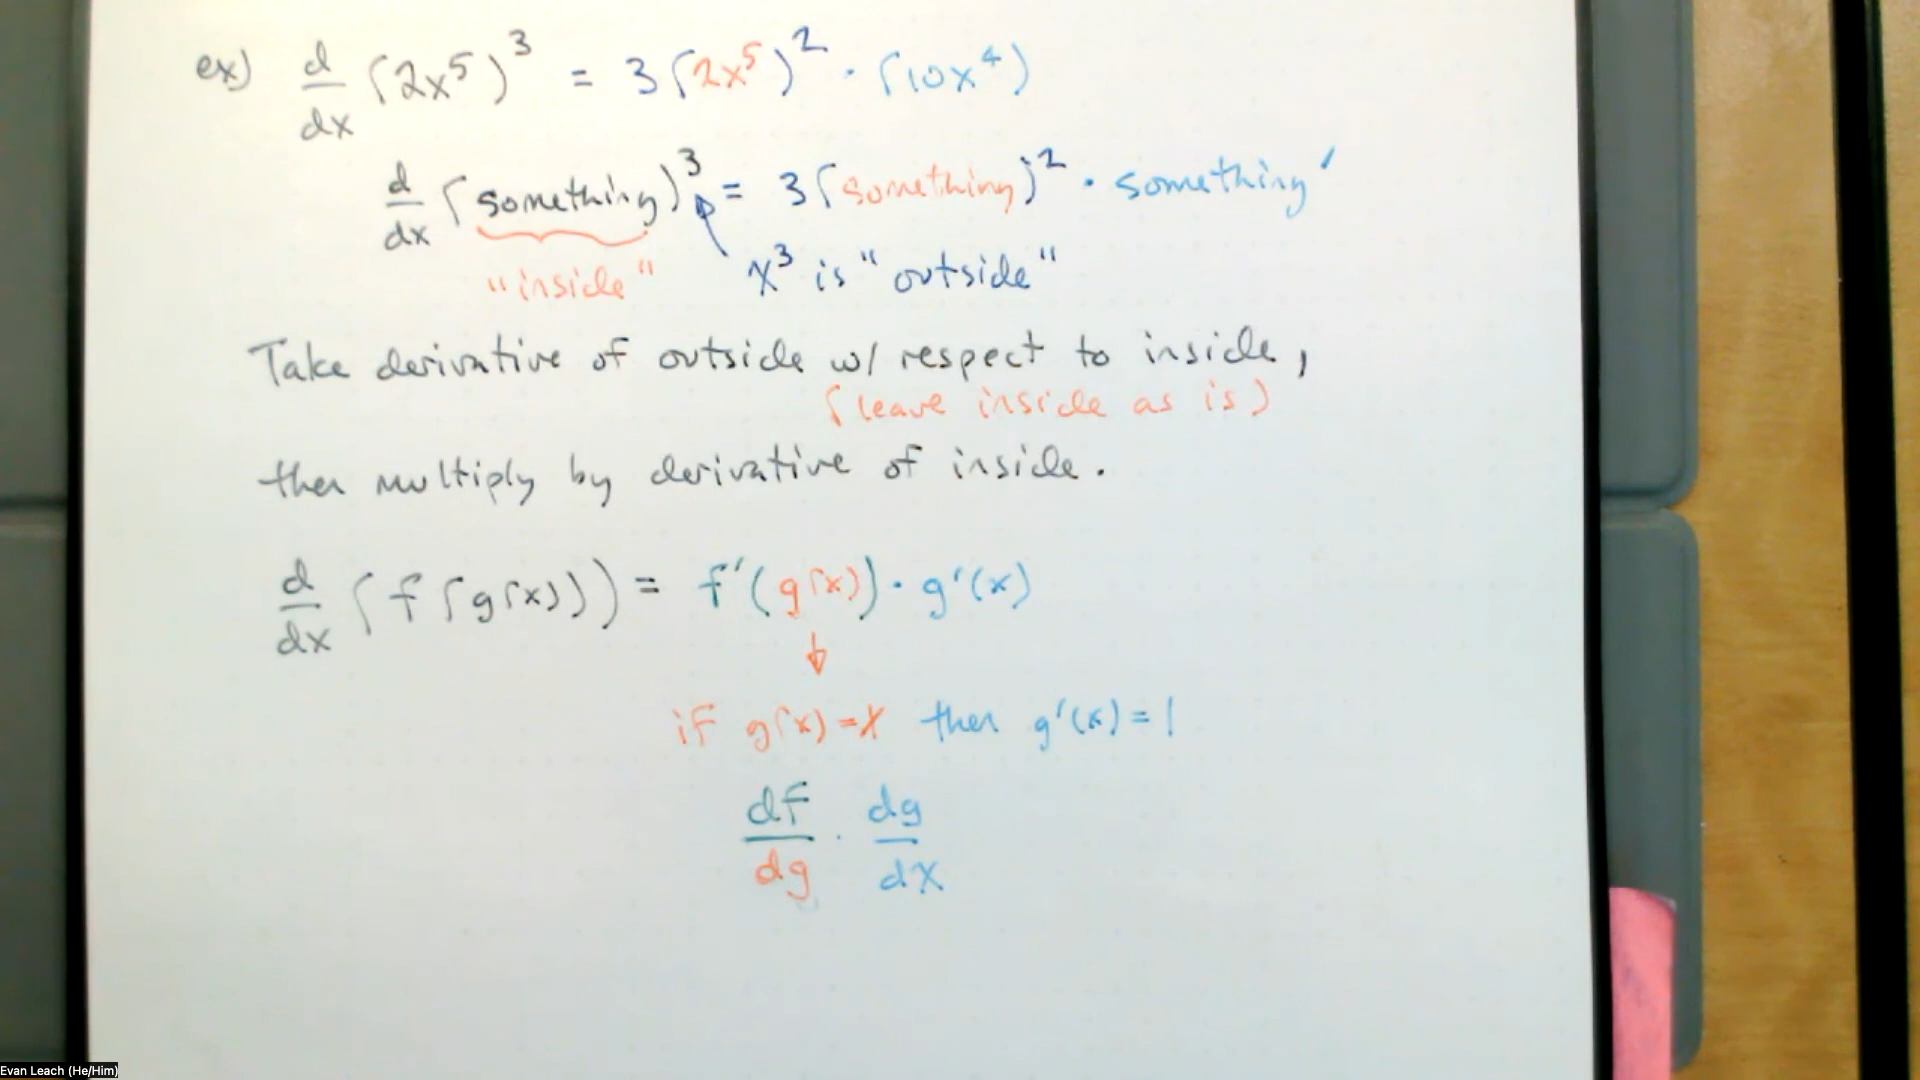 ex) d/dx (2x⁵)³ = 3(2x⁵)² · (10x⁴)
d/dx (something)³ = 3(something)² · something′
"inside" x³ is "outside"
Take derivative of outside w/ respect to inside,
(leave inside as is)
then multiply by derivative of inside.
d/dx (f(g(x))) = f′(g(x)) · g′(x)
if g(x)=x then g′(x)=1
df/dg · dg/dx
Evan Leach (He/Him)